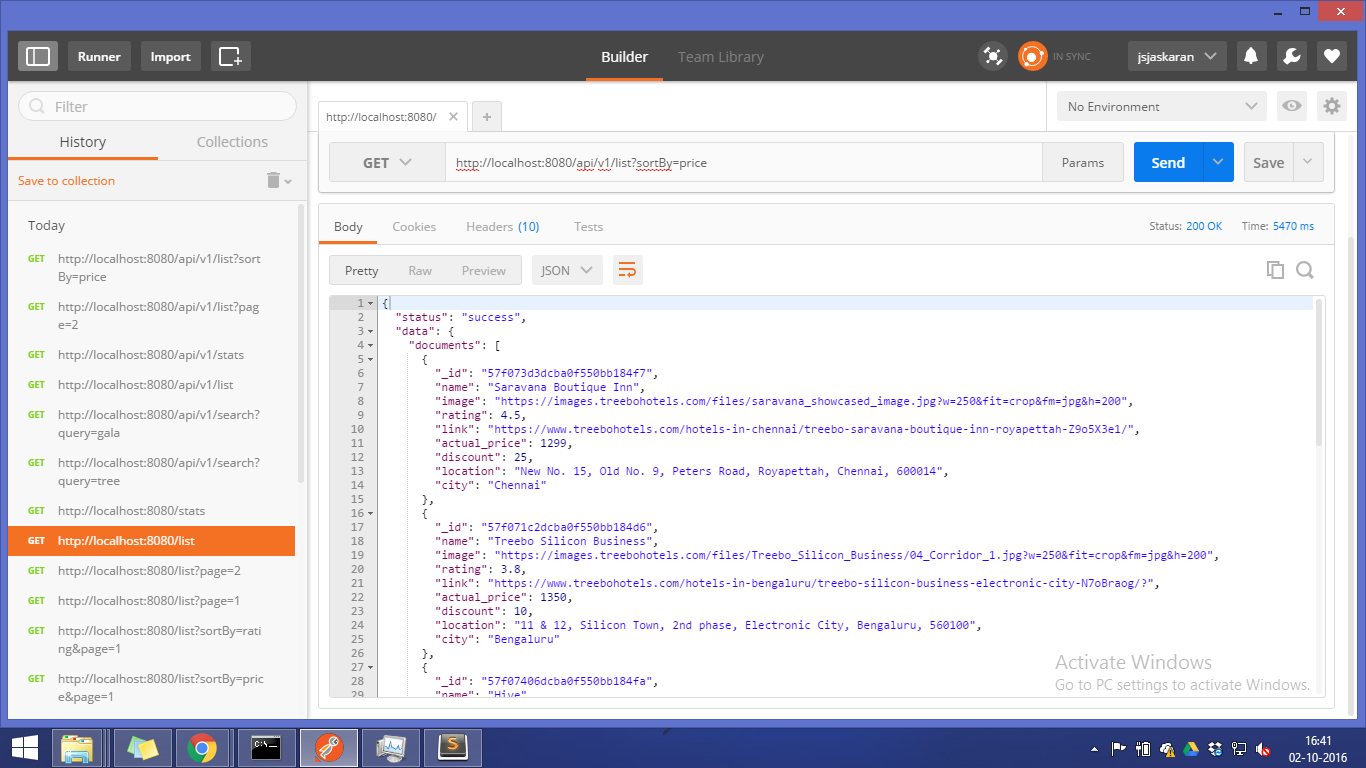 Runner
Import
Builder
Team Library
IN SYNC
jsjaskaran
Filter
History
Collections
Save to collection
Today
GET http://localhost:8080/api/v1/list?sort
By=price
GET http://localhost:8080/api/v1/list?pag
e=2
GET http://localhost:8080/api/v1/stats
GET http://localhost:8080/api/v1/list
GET http://localhost:8080/api/v1/search?
query=gala
GET http://localhost:8080/api/v1/search?
query=tree
GET http://localhost:8080/stats
GET http://localhost:8080/list
GET http://localhost:8080/list?page=2
GET http://localhost:8080/list?page=1
GET http://localhost:8080/list?sortBy=rati
ng&page=1
GET http://localhost:8080/list?sortBy=pric
e&page=1
http://localhost:8080/
No Environment
GET
http://localhost:8080/api/v1/list?sortBy=price
Params
Send
Save
Body
Cookies
Headers (10)
Tests
Status: 200 OK
Time: 5470 ms
Pretty
Raw
Preview
JSON
1 {
2 "status": "success",
3 "data": {
4 "documents": [
5 {
6 "_id": "57f073d3dcba0f550bb184f7",
7 "name": "Saravana Boutique Inn",
8 "image": "https://images.treebohotels.com/files/saravana_showcased_image.jpg?w=250&fit=crop&fm=jpg&h=200",
9 "rating": 4.5,
10 "link": "https://www.treebohotels.com/hotels-in-chennai/treebo-saravana-boutique-inn-royapettah-Z9o5X3e1/",
11 "actual_price": 1299,
12 "discount": 25,
13 "location": "New No. 15, Old No. 9, Peters Road, Royapettah, Chennai, 600014",
14 "city": "Chennai"
15 },
16 {
17 "_id": "57f071c2dcba0f550bb184d6",
18 "name": "Treebo Silicon Business",
19 "image": "https://images.treebohotels.com/files/Treebo_Silicon_Business/04_Corridor_1.jpg?w=250&fit=crop&fm=jpg&h=200",
20 "rating": 3.8,
21 "link": "https://www.treebohotels.com/hotels-in-bengaluru/treebo-silicon-business-electronic-city-N7oBraog/?",
22 "actual_price": 1350,
23 "discount": 10,
24 "location": "11 & 12, Silicon Town, 2nd phase, Electronic City, Bengaluru, 560100",
25 "city": "Bengaluru"
26 },
27 {
28 "_id": "57f07406dcba0f550bb184fa",
29 "name": "Hive"
Activate Windows
Go to PC settings to activate Windows.
16:41
02-10-2016